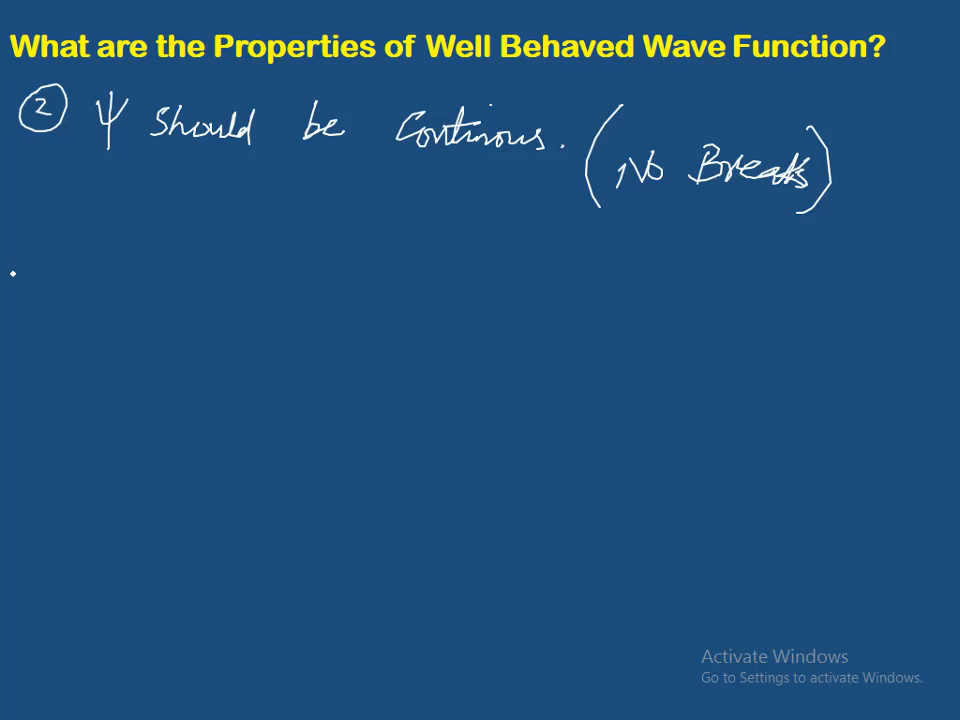 What are the Properties of Well Behaved Wave Function?
② ψ should be Continous. (No Breaks)
Activate Windows
Go to Settings to activate Windows.